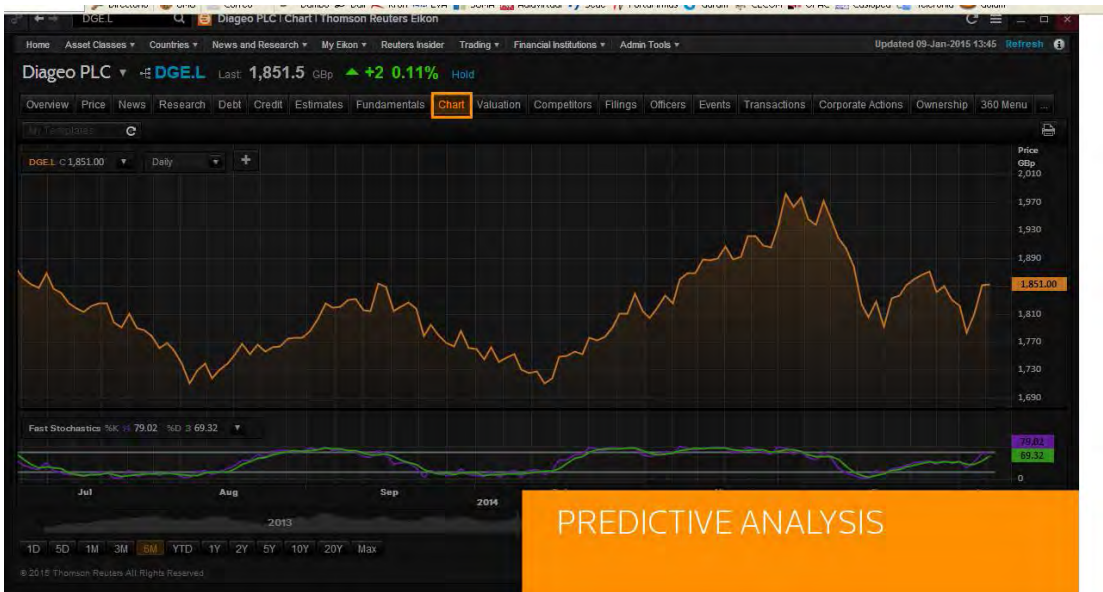 DGE.L
Diageo PLC | Chart | Thomson Reuters Eikon
Home Asset Classes Countries News and Research My Eikon Reuters Insider Trading Financial Institutions Admin Tools Updated 09-Jan-2015 13:45 Refresh
Diageo PLC DGE.L Last: 1,851.5 GBp +2 0.11% Hold
Overview Price News Research Debt Credit Estimates Fundamentals Chart Valuation Competitors Filings Officers Events Transactions Corporate Actions Ownership 360 Menu ...
My Templates
Price
GBp
DGE.L C 1,851.00 Daily
2,010
1,970
1,930
1,890
1,851.00
1,810
1,770
1,730
1,690
Fast Stochastics %K 79.02 %D 3 69.32
79.02
69.32
0
Jul Aug Sep
2014
2013
PREDICTIVE ANALYSIS
1D 5D 1M 3M 6M YTD 1Y 2Y 5Y 10Y 20Y Max
© 2015 Thomson Reuters All Rights Reserved